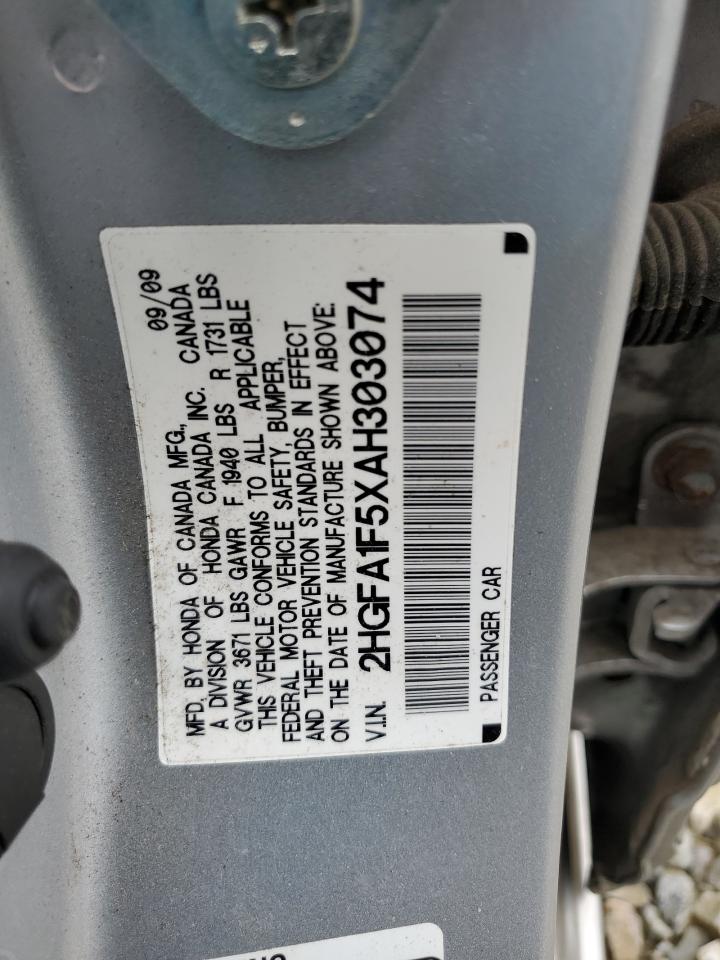 MFD. BY HONDA OF CANADA MFG., 09/09
A DIVISION OF HONDA CANADA INC. CANADA
GVWR 3671 LBS GAWR F 1940 LBS R 1731 LBS
THIS VEHICLE CONFORMS TO ALL APPLICABLE
FEDERAL MOTOR VEHICLE SAFETY, BUMPER,
AND THEFT PREVENTION STANDARDS IN EFFECT
ON THE DATE OF MANUFACTURE SHOWN ABOVE:
V.I.N. 2HGFA1F5XAH303074
PASSENGER CAR